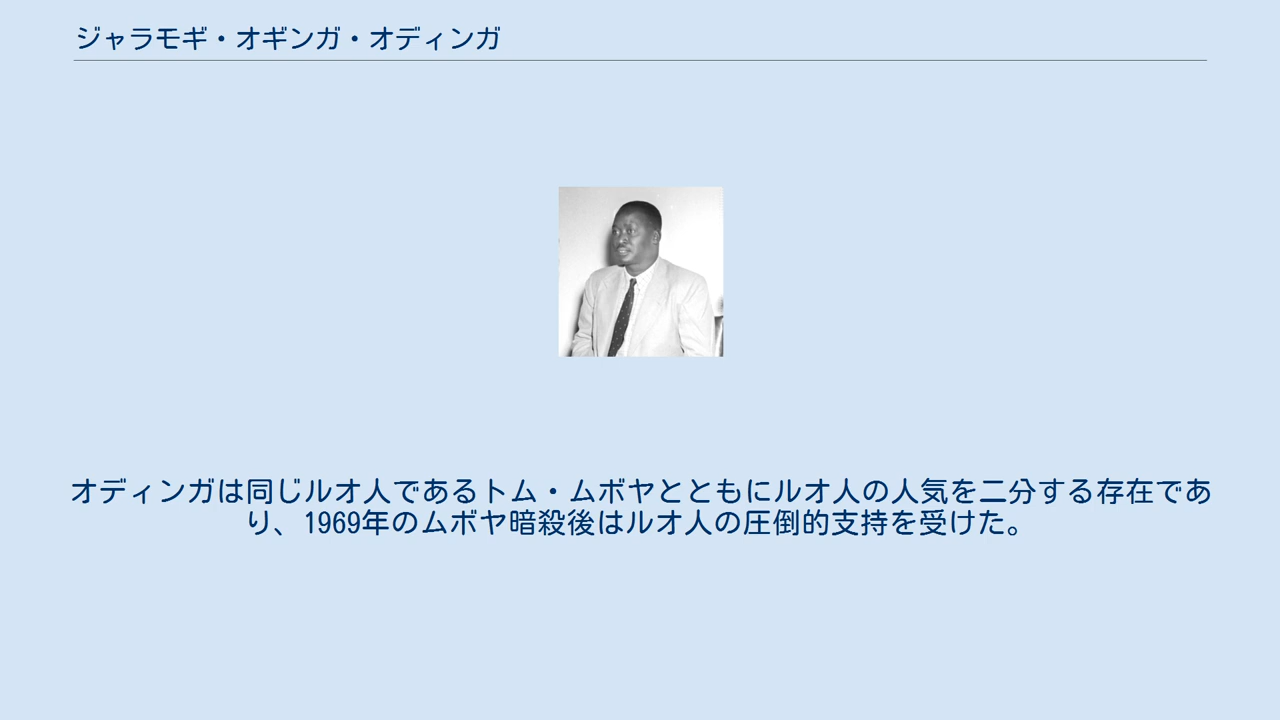 ジャラモギ・オギンガ・オディンガ
オディンガは同じルオ人であるトム・ムボヤとともにルオ人の人気を二分する存在であ
り、1969年のムボヤ暗殺後はルオ人の圧倒的支持を受けた。